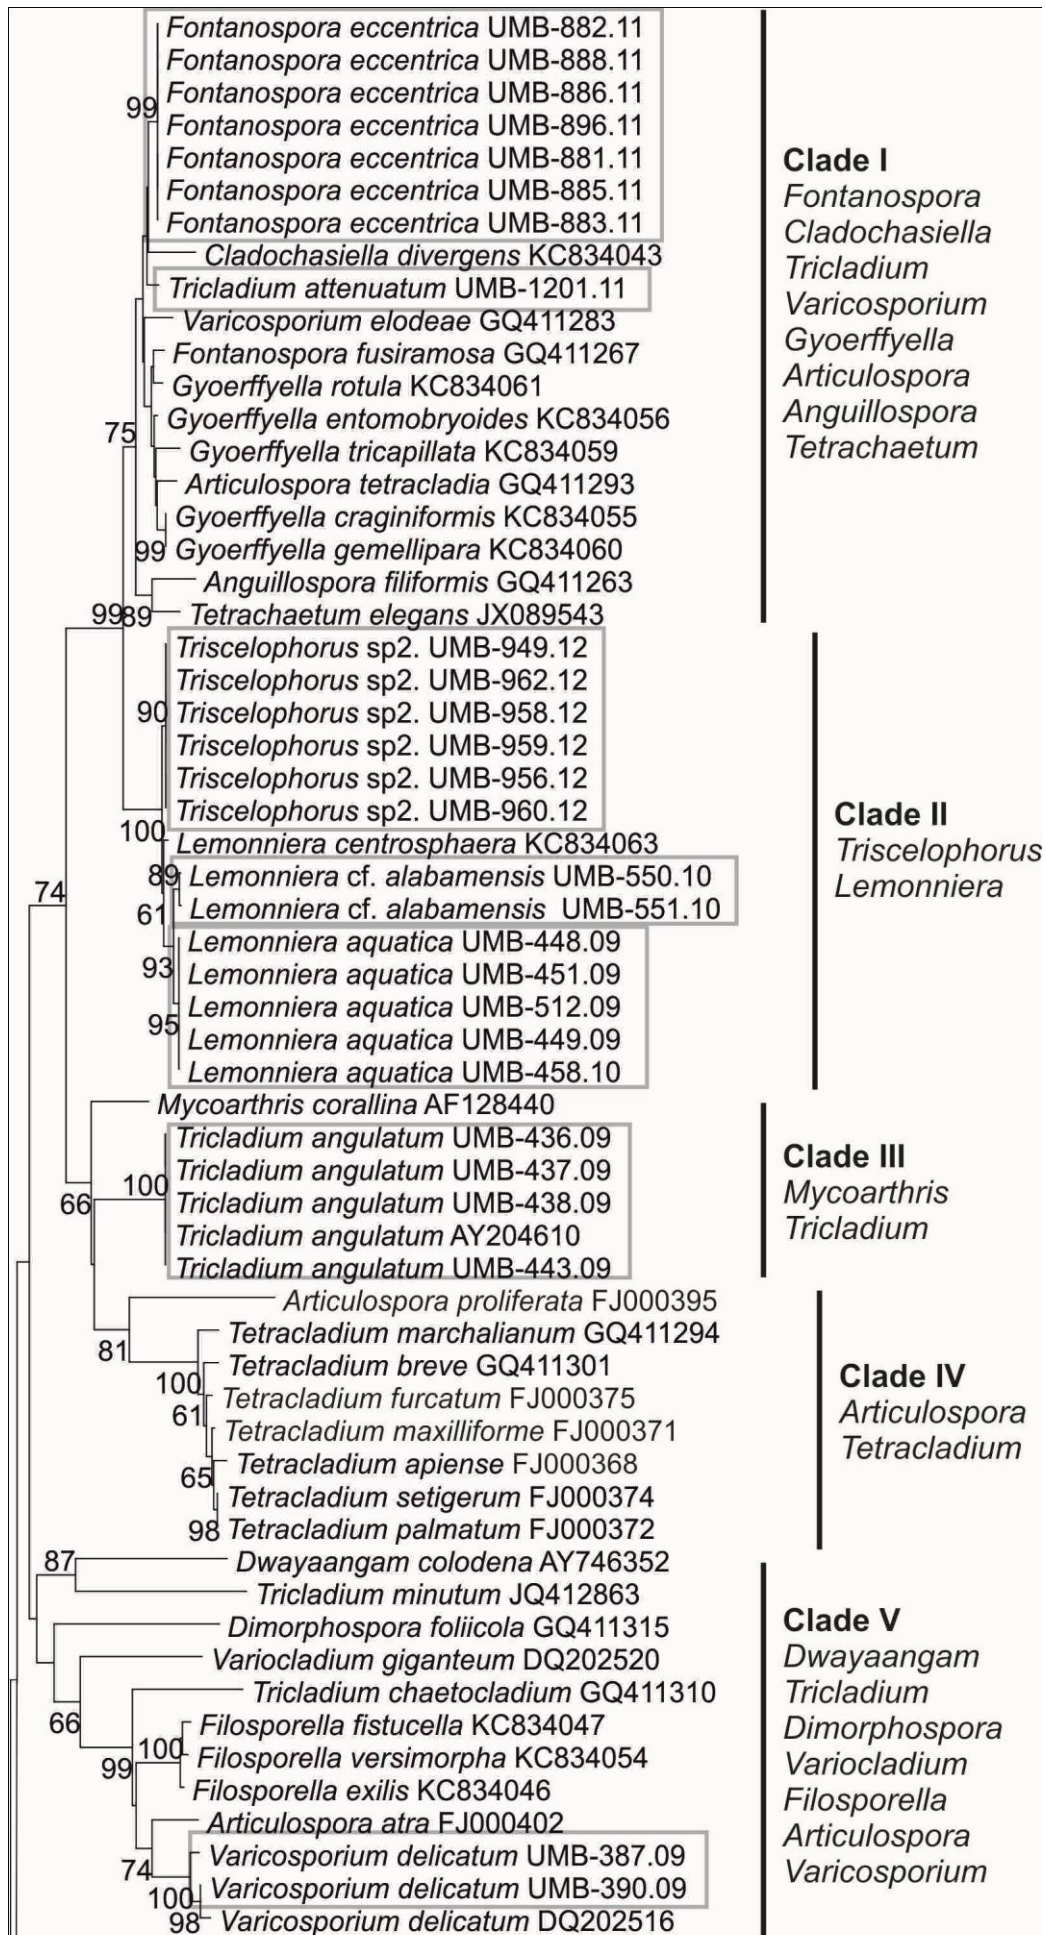 Fontanospora eccentrica UMB-882.11
Fontanospora eccentrica UMB-888.11
Fontanospora eccentrica UMB-886.11
99
Fontanospora eccentrica UMB-896.11
Fontanospora eccentrica UMB-881.11
Fontanospora eccentrica UMB-885.11
Fontanospora eccentrica UMB-883.11
Cladochasiella divergens KC834043
Tricladium attenuatum UMB-1201.11
Varicosporium elodeae GQ411283
Fontanospora fusiramosa GQ411267
Gyoerffyella rotula KC834061
Gyoerffyella entomobryoides KC834056
75
Gyoerffyella tricapillata KC834059
Articulospora tetracladia GQ411293
Gyoerffyella craginiformis KC834055
99
Gyoerffyella gemellipara KC834060
Anguillospora filiformis GQ411263
99
89
Tetrachaetum elegans JX089543
Clade I
Fontanospora
Cladochasiella
Tricladium
Varicosporium
Gyoerffyella
Articulospora
Anguillospora
Tetrachaetum
Triscelophorus sp2. UMB-949.12
Triscelophorus sp2. UMB-962.12
90
Triscelophorus sp2. UMB-958.12
Triscelophorus sp2. UMB-959.12
Triscelophorus sp2. UMB-956.12
Triscelophorus sp2. UMB-960.12
100
Lemonniera centrosphaera KC834063
89
Lemonniera cf. alabamensis UMB-550.10
61
Lemonniera cf. alabamensis UMB-551.10
Lemonniera aquatica UMB-448.09
93
Lemonniera aquatica UMB-451.09
Lemonniera aquatica UMB-512.09
95
Lemonniera aquatica UMB-449.09
Lemonniera aquatica UMB-458.10
Clade II
Triscelophorus
Lemonniera
74
Mycoarthris corallina AF128440
Tricladium angulatum UMB-436.09
Tricladium angulatum UMB-437.09
100
66
Tricladium angulatum UMB-438.09
Tricladium angulatum AY204610
Tricladium angulatum UMB-443.09
Clade III
Mycoarthris
Tricladium
Articulospora proliferata FJ000395
81
Tetracladium marchalianum GQ411294
Tetracladium breve GQ411301
100
Tetracladium furcatum FJ000375
61
Tetracladium maxilliforme FJ000371
Tetracladium apiense FJ000368
65
Tetracladium setigerum FJ000374
98
Tetracladium palmatum FJ000372
Clade IV
Articulospora
Tetracladium
87
Dwayaangam colodena AY746352
Tricladium minutum JQ412863
Dimorphospora foliicola GQ411315
Variocladium giganteum DQ202520
Tricladium chaetocladium GQ411310
66
Filosporella fistucella KC834047
100
99
Filosporella versimorpha KC834054
Filosporella exilis KC834046
Articulospora atra FJ000402
Varicosporium delicatum UMB-387.09
74
Varicosporium delicatum UMB-390.09
100
98
Varicosporium delicatum DQ202516
Clade V
Dwayaangam
Tricladium
Dimorphospora
Variocladium
Filosporella
Articulospora
Varicosporium